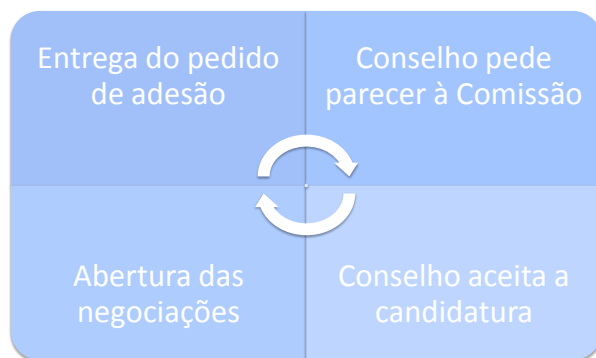 Entrega do pedido
de adesão
Conselho pede
parecer à Comissão
Abertura das
negociações
Conselho aceita a
candidatura